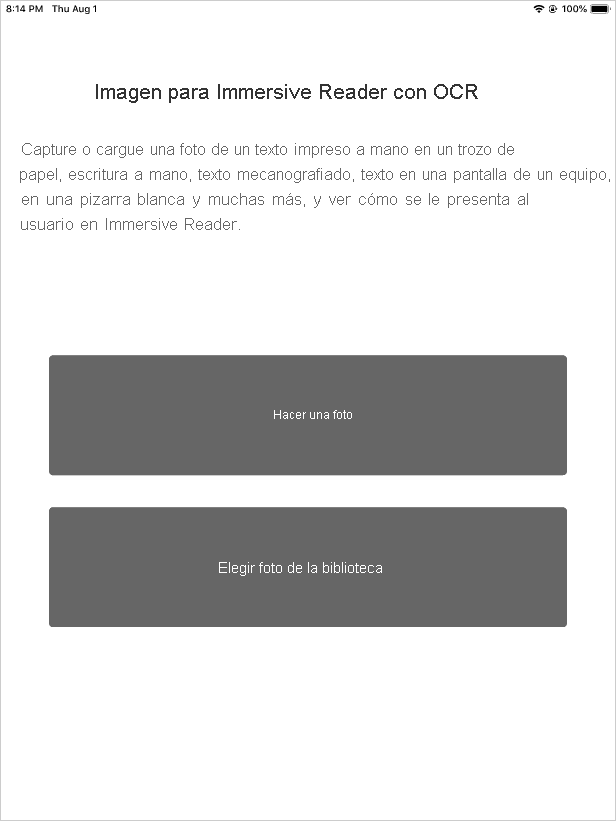 8:14 PM Thu Aug 1 100%
Imagen para Immersive Reader con OCR
Capture o cargue una foto de un texto impreso a mano en un trozo de
papel, escritura a mano, texto mecanografiado, texto en una pantalla de un equipo,
en una pizarra blanca y muchas más, y ver cómo se le presenta al
usuario en Immersive Reader.
Hacer una foto
Elegir foto de la biblioteca